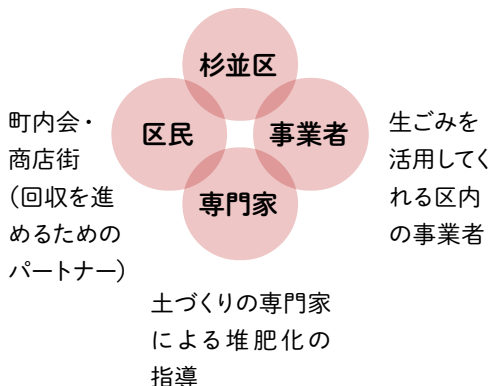 杉並区
区民
事業者
専門家
町内会・
商店街
(回収を進
めるための
パートナー)
生ごみを
活用してく
れる区内
の事業者
土づくりの専門家
による堆肥化の
指導